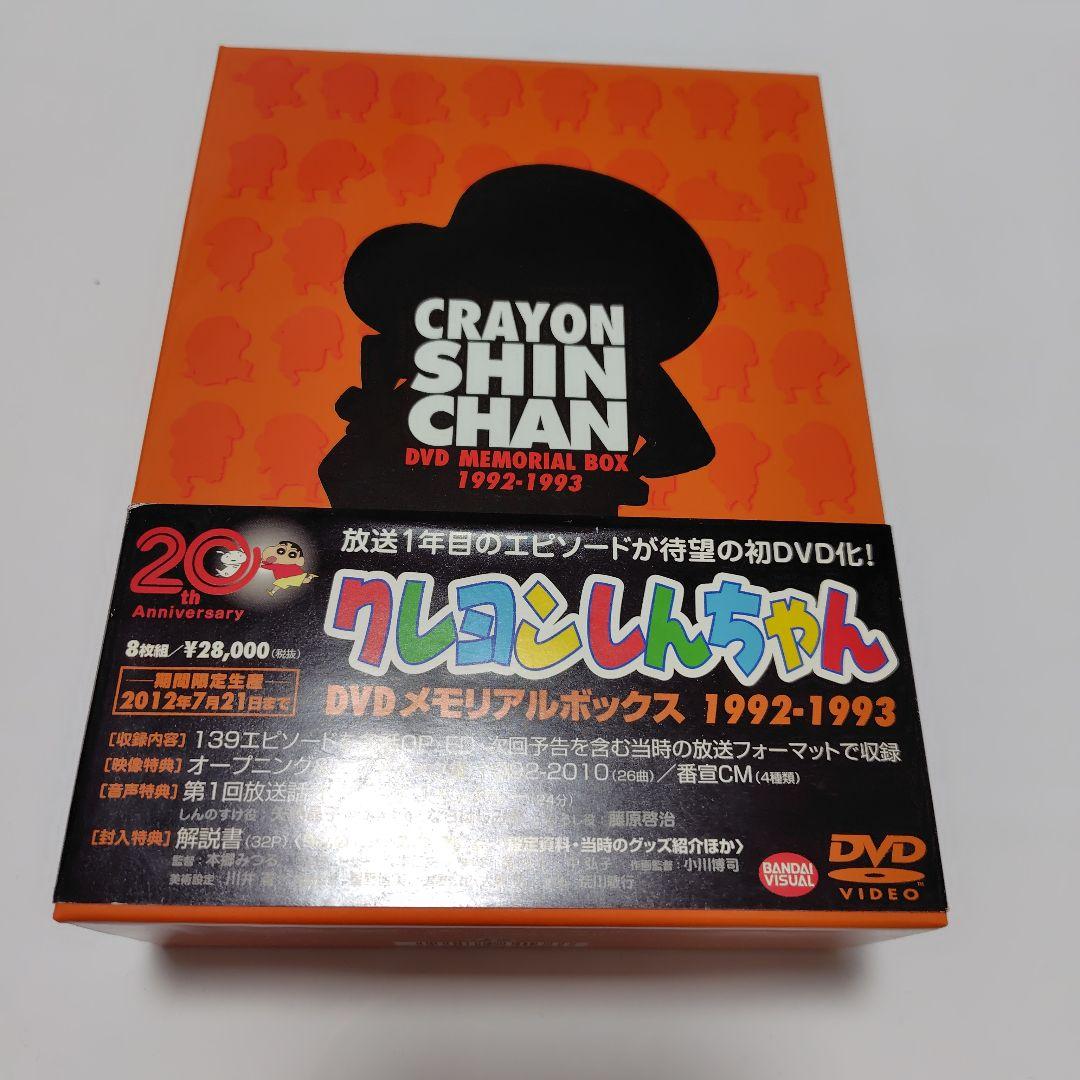 CRAYON
SHIN
CHAN
DVD MEMORIAL BOX
1992-1993
20th
Anniversary
放送1年目のエピソードが待望の初DVD化!
クレヨンしんちゃん
8枚組/¥28,000(税抜)
期間限定生産
2012年7月21日まで
DVDメモリアルボックス 1992-1993
[収録内容] 139エピソード OP ED 次回予告を含む当時の放送フォーマットで収録
[映像特典] オープニング -2010(26曲)/番宣CM(4種類)
[音声特典] 第1回放送話
しんのすけ役 藤原啓治
[封入特典] 解説書(32P) 設定資料・当時のグッズ紹介ほか〉
監督:本郷みつる 作画監督:小川博司
美術設定:川井
BANDAI
VISUAL
DVD
VIDEO